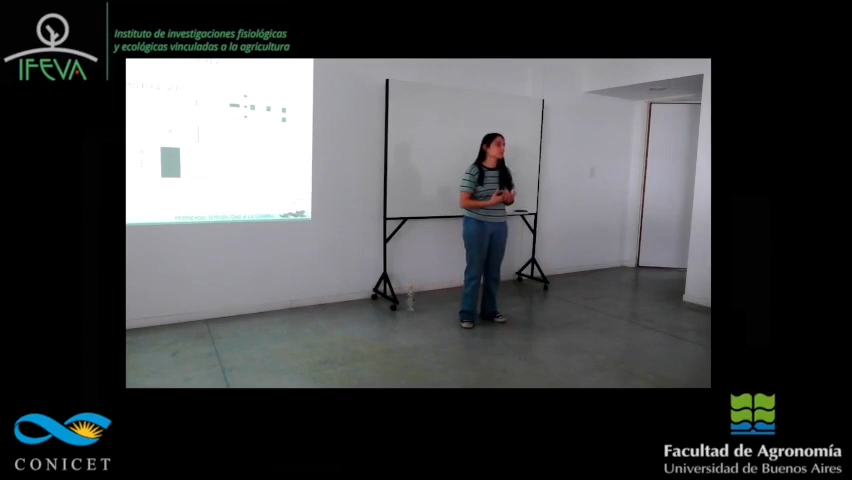 IFEVA
Instituto de investigaciones fisiológicas
y ecológicas vinculadas a la agricultura
CONICET
Facultad de Agronomía
Universidad de Buenos Aires